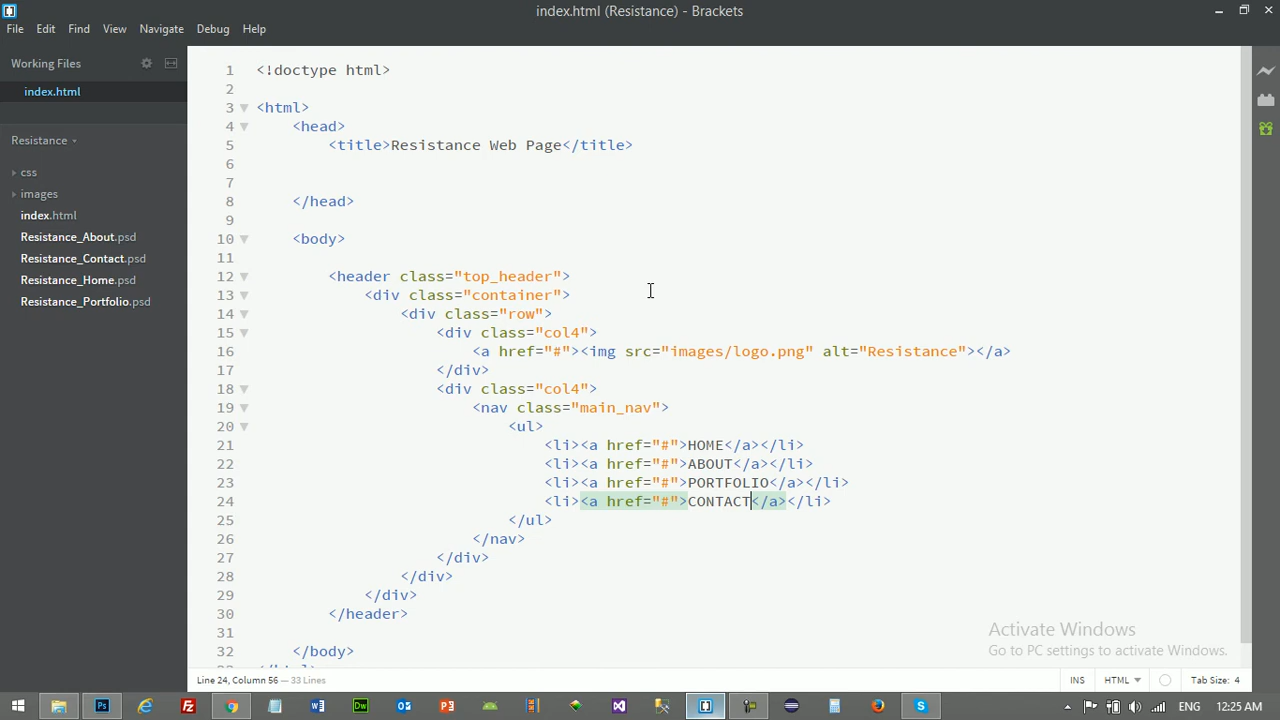 index.html (Resistance) - Brackets
File Edit Find View Navigate Debug Help
Working Files
index.html
Resistance
css
images
index.html
Resistance_About.psd
Resistance_Contact.psd
Resistance_Home.psd
Resistance_Portfolio.psd
1 <!doctype html>
2
3 <html>
4 <head>
5 <title>Resistance Web Page</title>
6
7
8 </head>
9
10 <body>
11
12 <header class="top_header">
13 <div class="container">
14 <div class="row">
15 <div class="col4">
16 <a href="#"><img src="images/logo.png" alt="Resistance"></a>
17 </div>
18 <div class="col4">
19 <nav class="main_nav">
20 <ul>
21 <li><a href="#">HOME</a></li>
22 <li><a href="#">ABOUT</a></li>
23 <li><a href="#">PORTFOLIO</a></li>
24 <li><a href="#">CONTACT</a></li>
25 </ul>
26 </nav>
27 </div>
28 </div>
29 </div>
30 </header>
31
32 </body>
33 </html>
Activate Windows
Go to PC settings to activate Windows.
Line 24, Column 56 — 33 Lines
INS HTML Tab Size: 4
ENG 12:25 AM